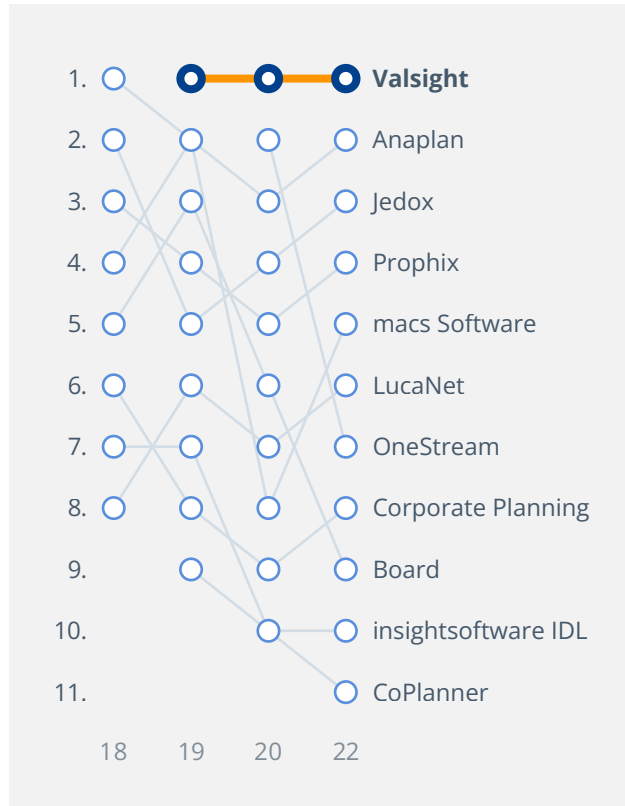 1. Valsight
2. Anaplan
3. Jedox
4. Prophix
5. macs Software
6. LucaNet
7. OneStream
8. Corporate Planning
9. Board
10. insightsoftware IDL
11. CoPlanner
18 19 20 22